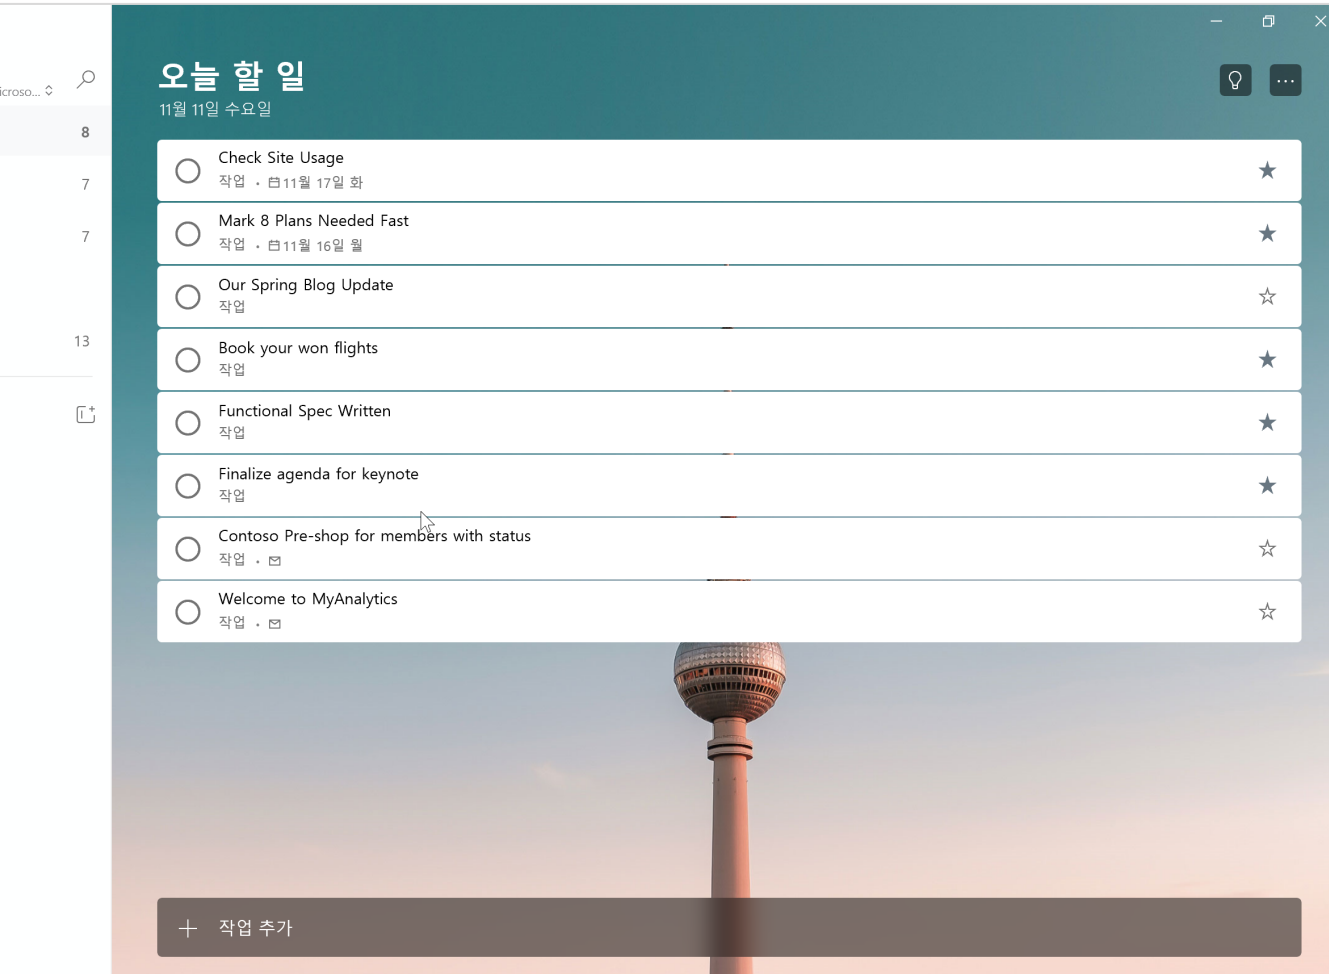 icroso...
8
7
7
13
오늘 할 일
11월 11일 수요일
Check Site Usage
작업 • 11월 17일 화
Mark 8 Plans Needed Fast
작업 • 11월 16일 월
Our Spring Blog Update
작업
Book your won flights
작업
Functional Spec Written
작업
Finalize agenda for keynote
작업
Contoso Pre-shop for members with status
작업 •
Welcome to MyAnalytics
작업 •
작업 추가